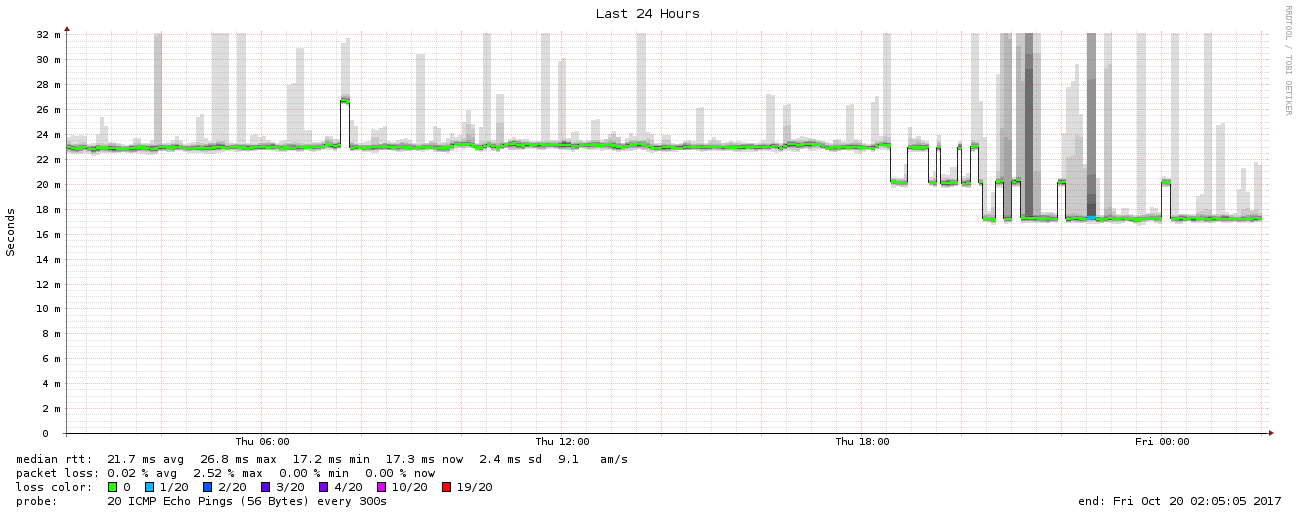 Last 24 Hours
RRDTOOL / TOBI OETIKER
Seconds
32 m
30 m
28 m
26 m
24 m
22 m
20 m
18 m
16 m
14 m
12 m
10 m
8 m
6 m
4 m
2 m
0
Thu 06:00 Thu 12:00 Thu 18:00 Fri 00:00
median rtt: 21.7 ms avg 26.8 ms max 17.2 ms min 17.3 ms now 2.4 ms sd 9.1 am/s
packet loss: 0.02 % avg 2.52 % max 0.00 % min 0.00 % now
loss color: 0 1/20 2/20 3/20 4/20 10/20 19/20
probe: 20 ICMP Echo Pings (56 Bytes) every 300s end: Fri Oct 20 02:05:05 2017